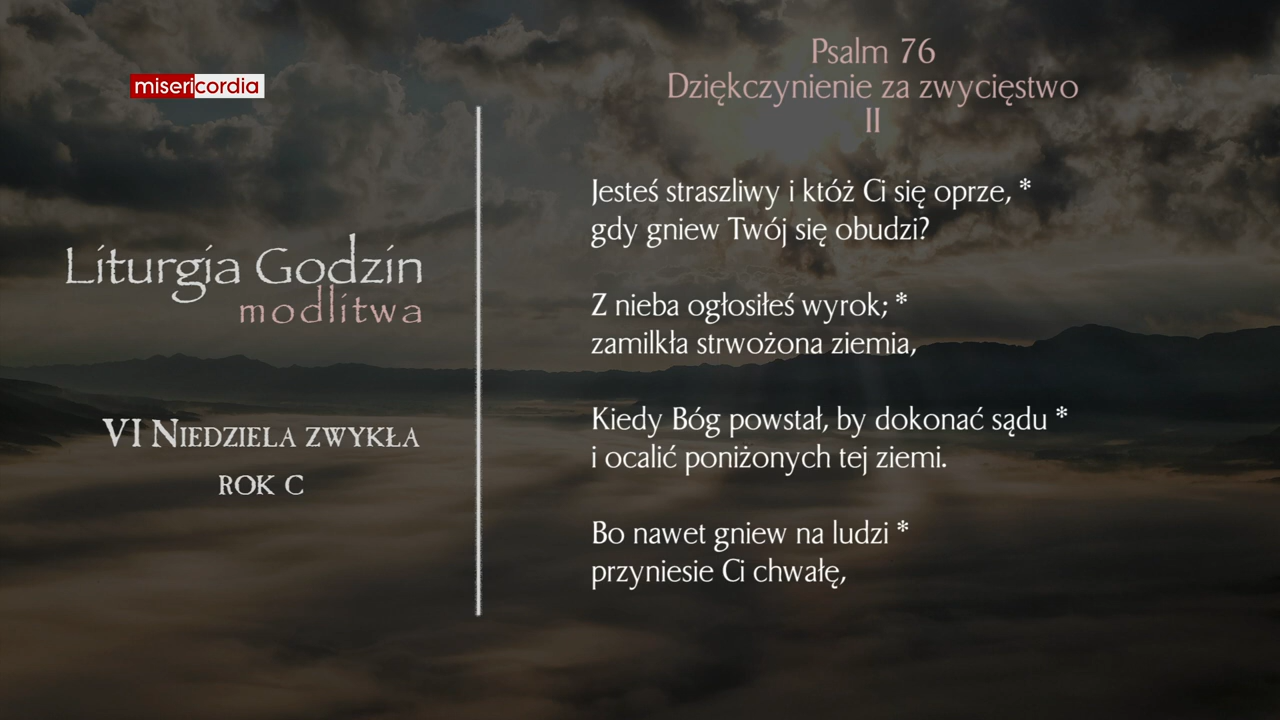 misericordia
Liturgia Godzin
modlitwa
VI Niedziela zwykła
rok C
Psalm 76
Dziękczynienie za zwycięstwo
II
Jesteś straszliwy i któż Ci się oprze, *
gdy gniew Twój się obudzi?
Z nieba ogłosiłeś wyrok; *
zamilkła strwożona ziemia,
Kiedy Bóg powstał, by dokonać sądu *
i ocalić poniżonych tej ziemi.
Bo nawet gniew na ludzi *
przyniesie Ci chwałę,